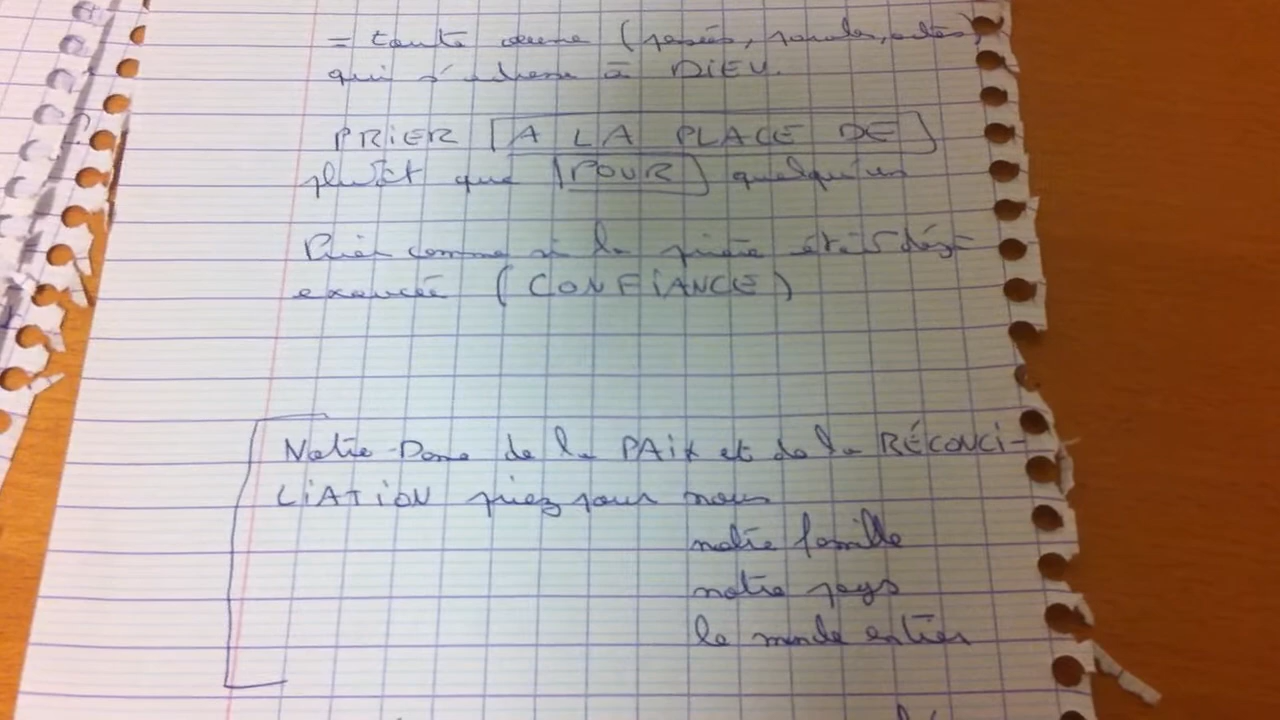 = toute œuvre (pensées, paroles, actes)
qui s'adresse à DIEU.
PRIER [A LA PLACE DE]
plutôt que [POUR] quelqu'un
Prier comme si la prière était déjà
exaucée (CONFIANCE)
Notre-Dame de la PAIX et de la RÉCONCI-
LIATION priez pour nous
notre famille
notre pays
le monde entier